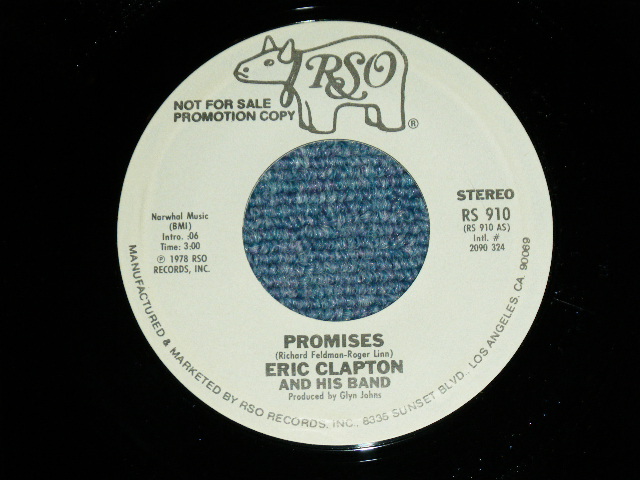 RSO
®
NOT FOR SALE
PROMOTION COPY
STEREO
RS 910
(RS 910 AS)
Intl. #
2090 324
Narwhal Music
(BMI)
Intro. :06
Time: 3:00
℗ 1978 RSO
RECORDS, INC.
PROMISES
(Richard Feldman-Roger Linn)
ERIC CLAPTON
AND HIS BAND
Produced by Glyn Johns
MANUFACTURED & MARKETED BY RSO RECORDS, INC., 8335 SUNSET BLVD., LOS ANGELES, CA. 90069